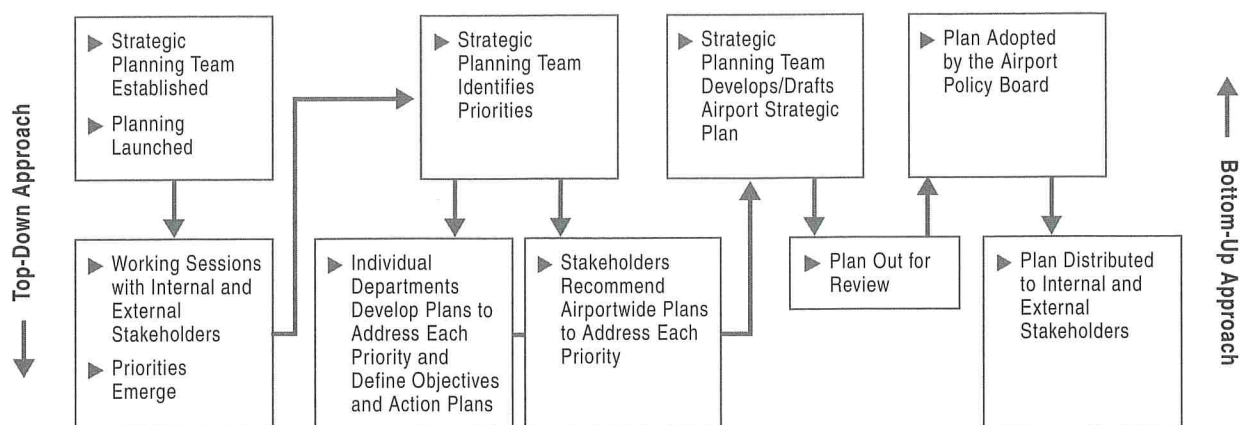 Top-Down Approach
Strategic
Planning Team
Established
Planning
Launched
Working Sessions
with Internal and
External
Stakeholders
Priorities
Emerge
Strategic
Planning Team
Identifies
Priorities
Individual
Departments
Develop Plans to
Address Each
Priority and
Define Objectives
and Action Plans
Stakeholders
Recommend
Airportwide Plans
to Address Each
Priority
Strategic
Planning Team
Develops/Drafts
Airport Strategic
Plan
Plan Out for
Review
Plan Adopted
by the Airport
Policy Board
Plan Distributed
to Internal and
External
Stakeholders
Bottom-Up Approach